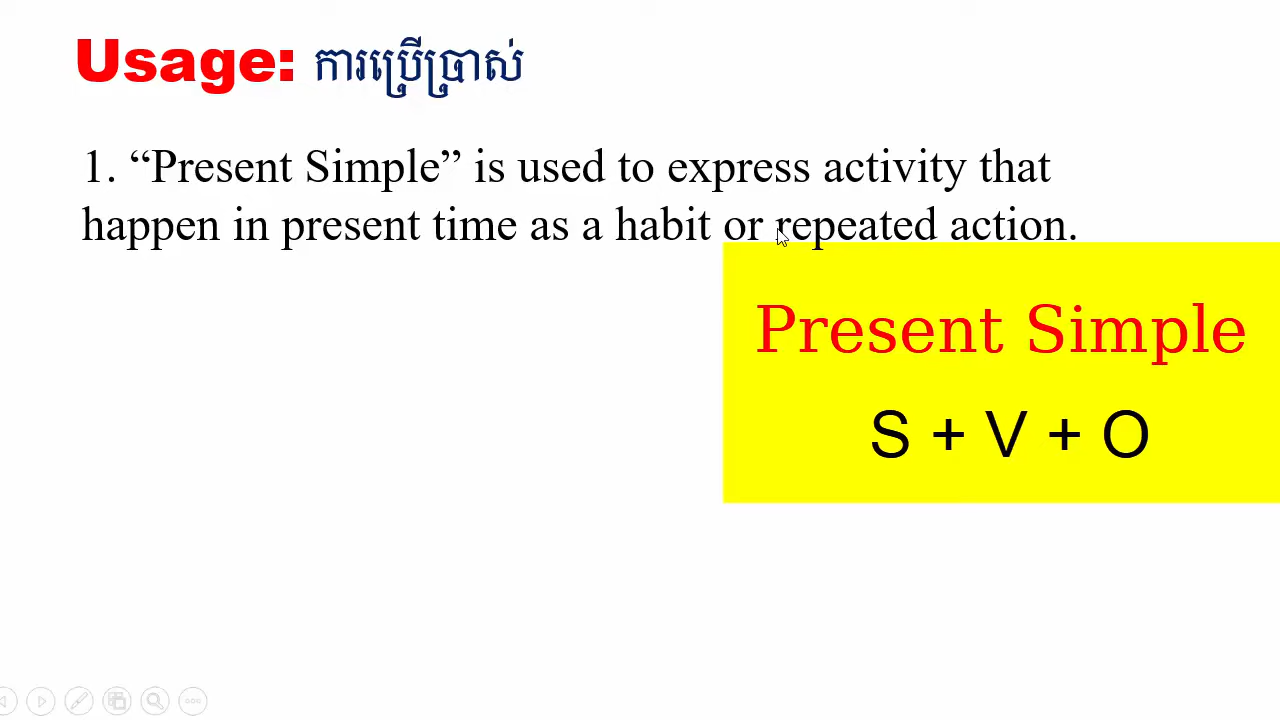 Usage: ការប្រើប្រាស់
1. “Present Simple” is used to express activity that
happen in present time as a habit or repeated action.
Present Simple
S + V + O